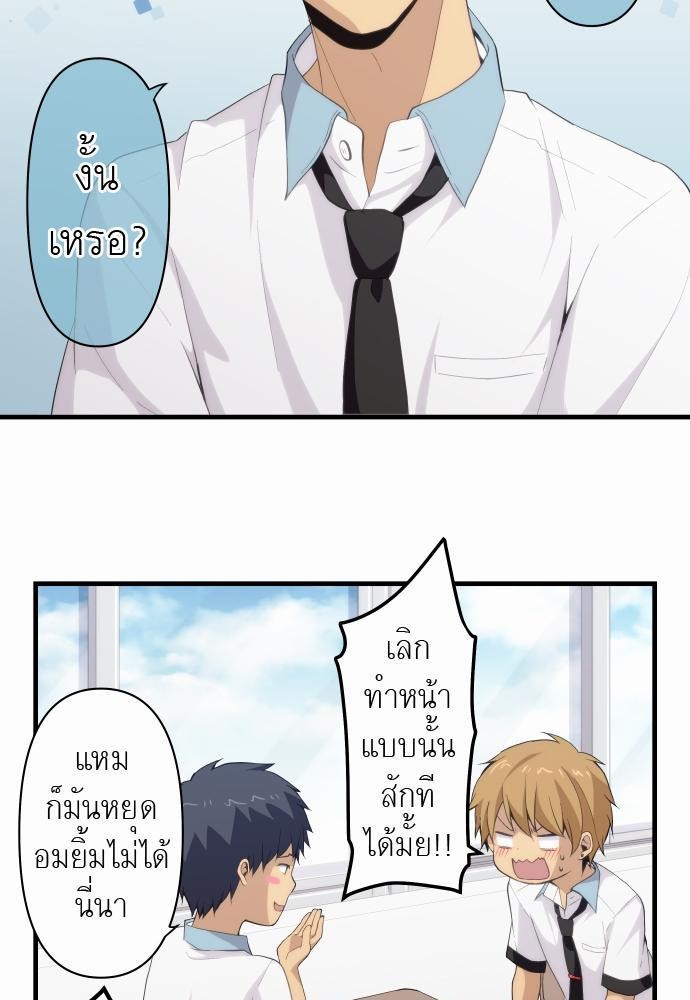 งั้น
เหรอ?
เลิก
ทำหน้า
แบบนั้น
สักที
ได้มั้ย!!
แหม
ก็มันหยุด
อมยิ้มไม่ได้
นี่นา